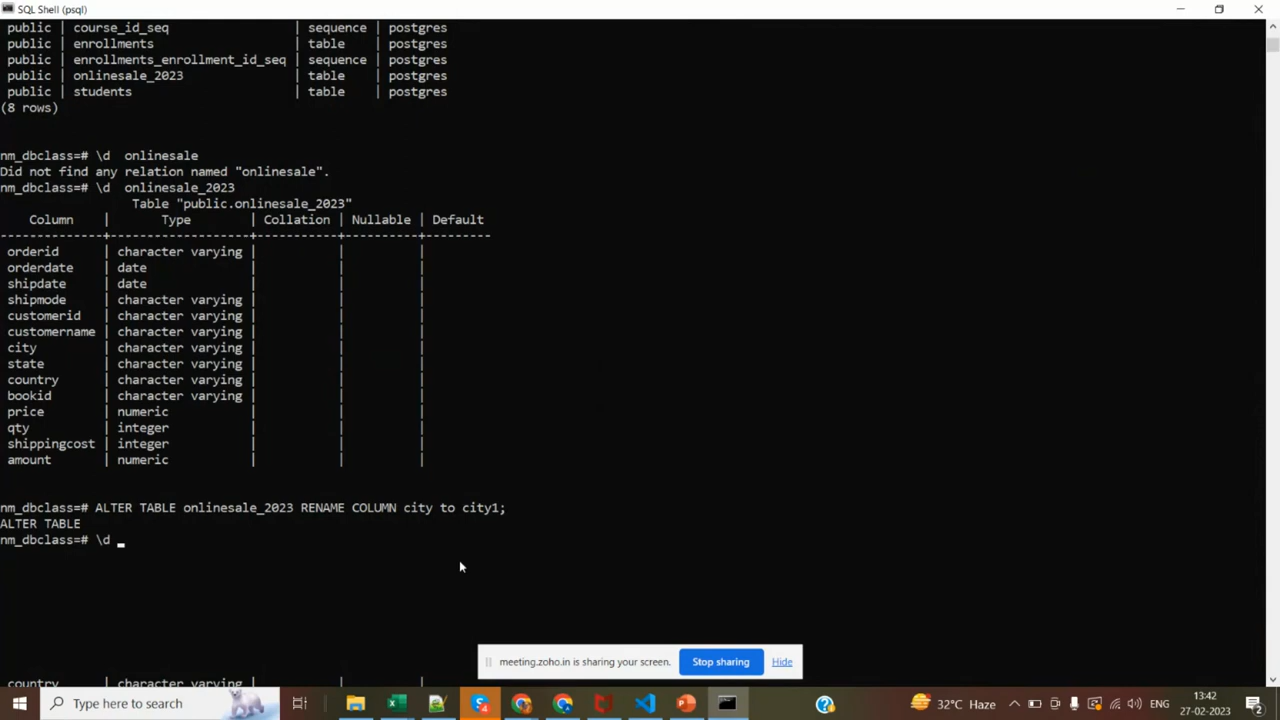 SQL Shell (psql)
public | course_id_seq | sequence | postgres
public | enrollments | table | postgres
public | enrollments_enrollment_id_seq | sequence | postgres
public | onlinesale_2023 | table | postgres
public | students | table | postgres
(8 rows)
nm_dbclass=# \d  onlinesale
Did not find any relation named "onlinesale".
nm_dbclass=# \d  onlinesale_2023
Table "public.onlinesale_2023"
Column | Type | Collation | Nullable | Default
--------------+-------------------+-----------+----------+---------
orderid | character varying | | |
orderdate | date | | |
shipdate | date | | |
shipmode | character varying | | |
customerid | character varying | | |
customername | character varying | | |
city | character varying | | |
state | character varying | | |
country | character varying | | |
bookid | character varying | | |
price | numeric | | |
qty | integer | | |
shippingcost | integer | | |
amount | numeric | | |
nm_dbclass=# ALTER TABLE onlinesale_2023 RENAME COLUMN city to city1;
ALTER TABLE
nm_dbclass=# \d _
meeting.zoho.in is sharing your screen. Stop sharing Hide
country | character varying | | |
Type here to search
32°C Haze
ENG
13:42
27-02-2023
2